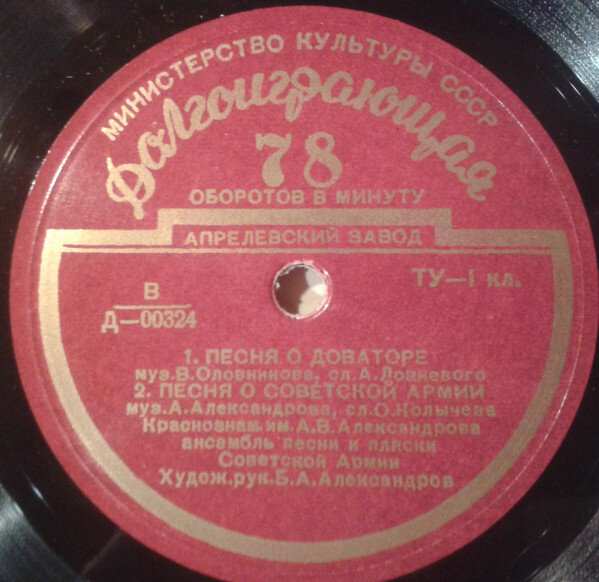 МИНИСТЕРСТВО КУЛЬТУРЫ СССР
Долгоиграющая
78
ОБОРОТОВ В МИНУТУ
АПРЕЛЕВСКИЙ ЗАВОД
В
Д—00324
ТУ—I кл.
1. ПЕСНЯ О ДОВАТОРЕ
муз.В.Оловникова, сл.А.Лозневого
2. ПЕСНЯ О СОВЕТСКОЙ АРМИИ
муз.А.Александрова, сл.О.Колычева
Краснознам.им.А.В.Александрова
ансамбль песни и пляски
Советской Армии
Худож.рук.Б.А.Александров